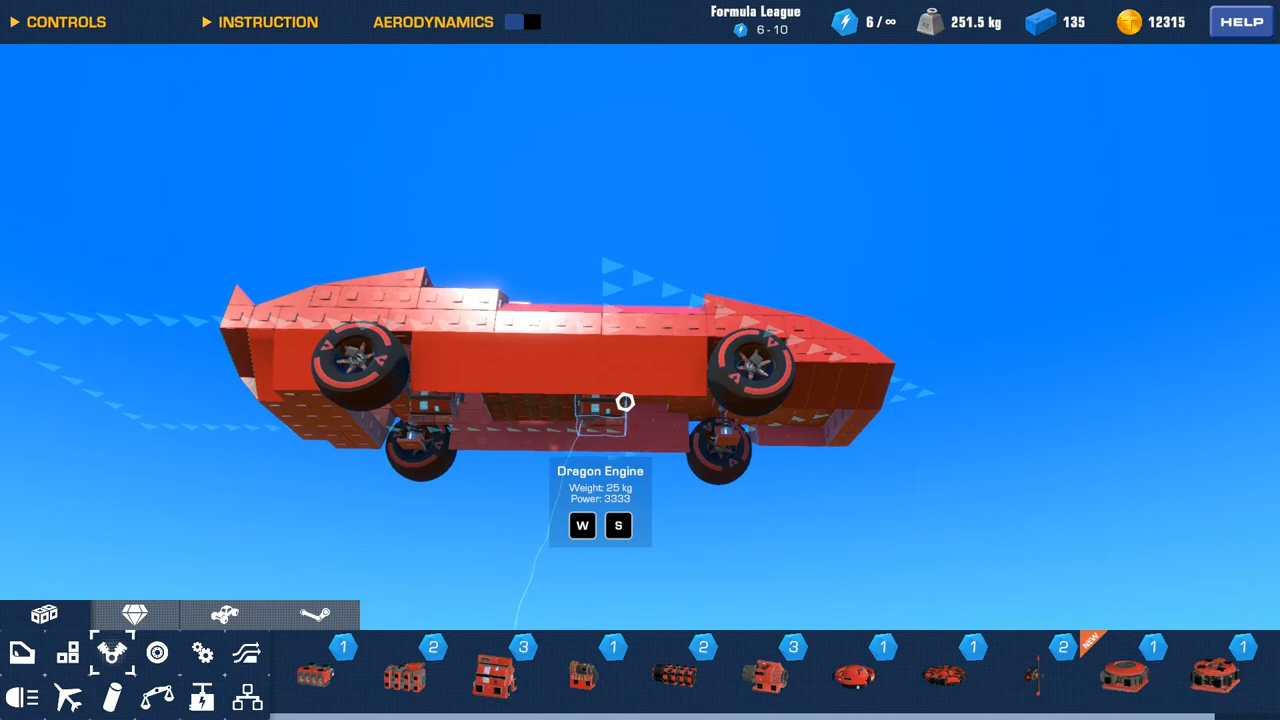 CONTROLS
INSTRUCTION
AERODYNAMICS
Formula League
6 - 10
6 / ∞
251.5 kg
135
12315
HELP
Dragon Engine
Weight: 25 kg
Power: 3333
W S
1 2 3 1 2 3 1 1 2 NEW 1 1